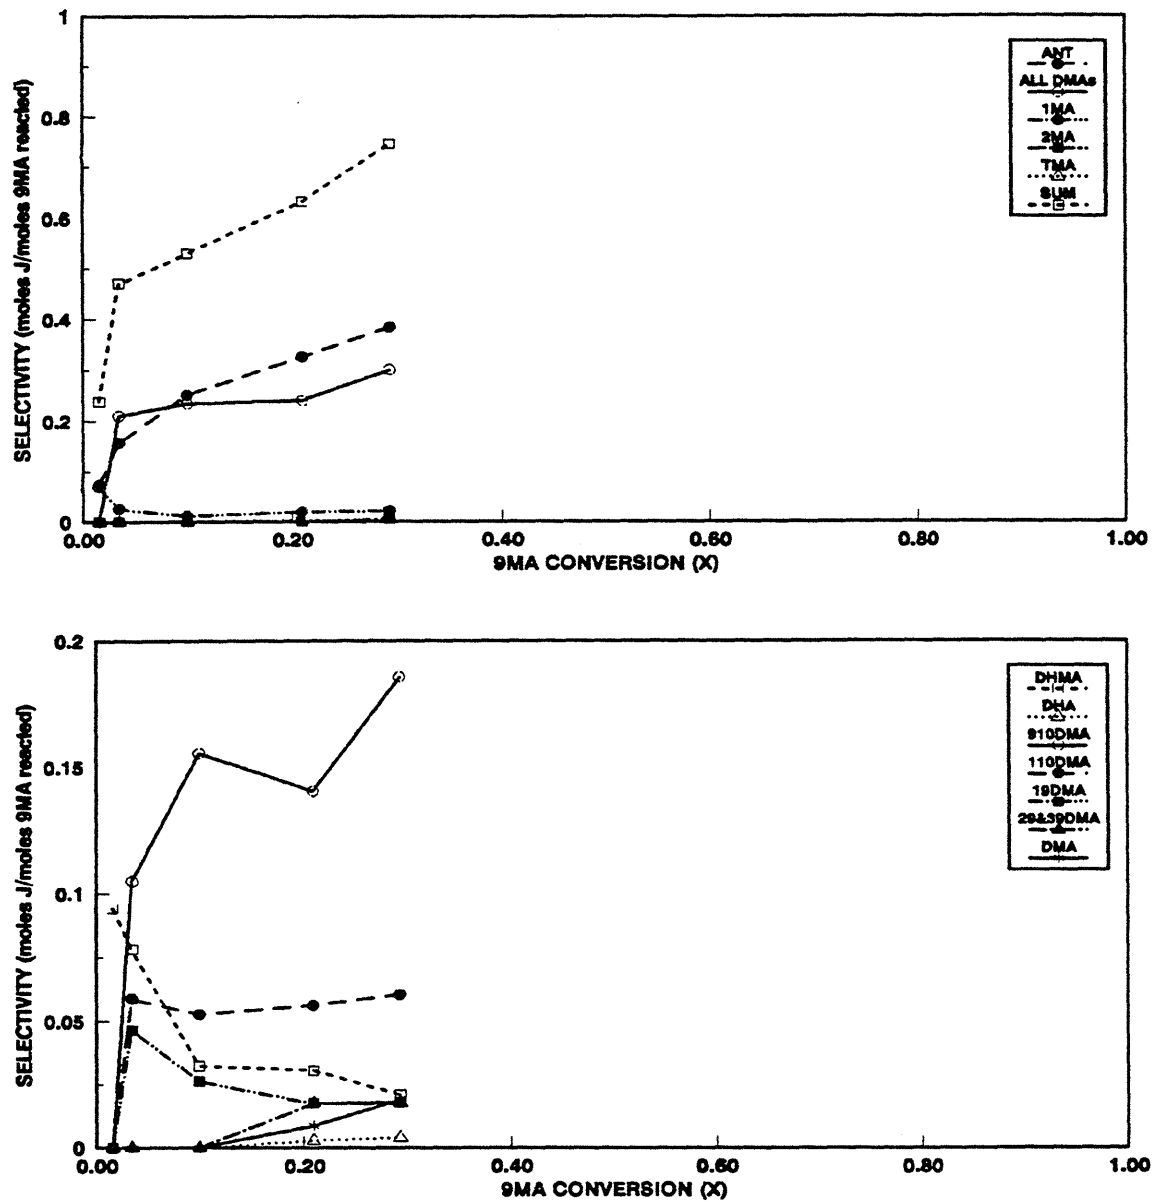 1
0.8
0.6
0.4
0.2
0
SELECTIVITY (moles J/moles 9MA reacted)
0.00 0.20 0.40 0.60 0.80 1.00
9MA CONVERSION (X)
ANT
ALL DMAs
1MA
2MA
TMA
SUM
0.2
0.15
0.1
0.05
0
SELECTIVITY (moles J/moles 9MA reacted)
0.00 0.20 0.40 0.60 0.80 1.00
9MA CONVERSION (X)
DHMA
DHA
910DMA
110DMA
19DMA
29&39DMA
DMA